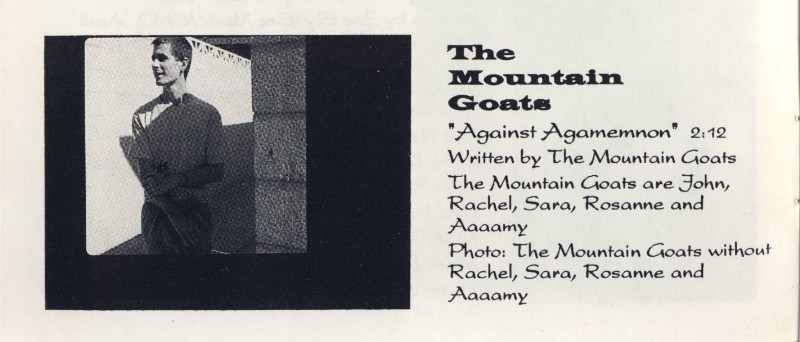 The
Mountain
Goats
"Against Agamemnon" 2:12
Written by The Mountain Goats
The Mountain Goats are John,
Rachel, Sara, Rosanne and
Aaaamy
Photo: The Mountain Goats without
Rachel, Sara, Rosanne and
Aaaamy